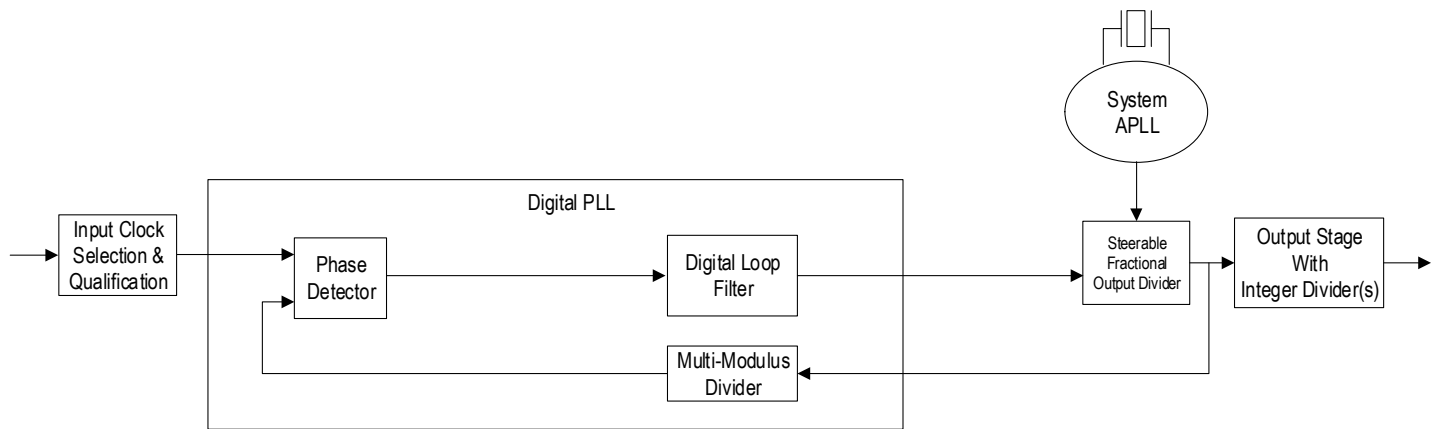 System
APLL
Digital PLL
Input Clock
Selection &
Qualification
Phase
Detector
Digital Loop
Filter
Steerable
Fractional
Output Divider
Output Stage
With
Integer Divider(s)
Multi-Modulus
Divider